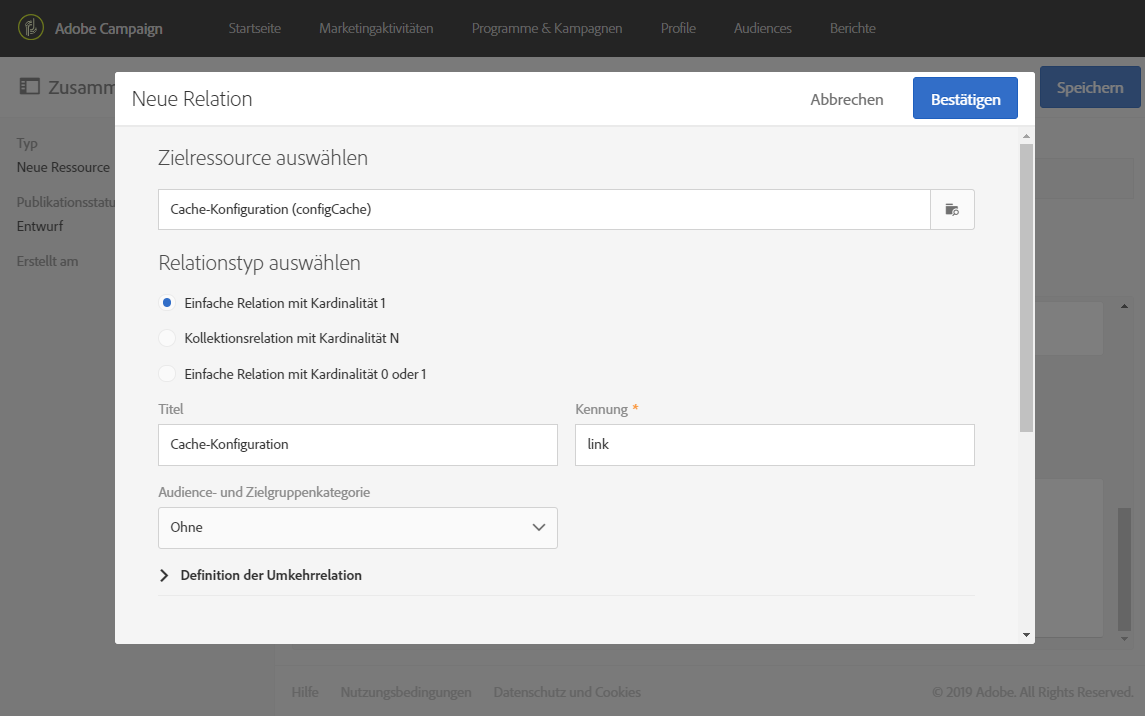 Adobe Campaign
Startseite
Marketingaktivitäten
Programme & Kampagnen
Profile
Audiences
Berichte
Zusamm
Speichern
Typ
Neue Ressource
Publikationsstatu
Entwurf
Erstellt am
Neue Relation
Abbrechen
Bestätigen
Zielressource auswählen
Cache-Konfiguration (configCache)
Relationstyp auswählen
Einfache Relation mit Kardinalität 1
Kollektionsrelation mit Kardinalität N
Einfache Relation mit Kardinalität 0 oder 1
Titel
Kennung *
Cache-Konfiguration
link
Audience- und Zielgruppenkategorie
Ohne
Definition der Umkehrrelation
Hilfe
Nutzungsbedingungen
Datenschutz und Cookies
© 2019 Adobe. All Rights Reserved.